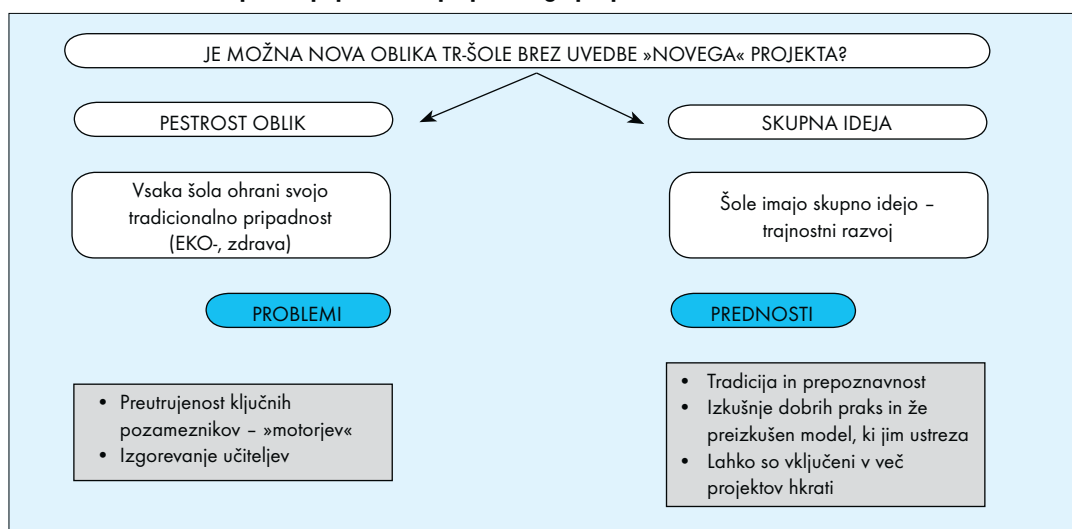 JE MOŽNA NOVA OBLIKA TR-ŠOLE BREZ UVEDBE »NOVEGA« PROJEKTA?
PESTROST OBLIK
SKUPNA IDEJA
Vsaka šola ohrani svojo
tradicionalno pripadnost
(EKO-, zdrava)
Šole imajo skupno idejo –
trajnostni razvoj
PROBLEMI
PREDNOSTI
• Preutrujenost ključnih
pozameznikov – »motorjev«
• Izgorevanje učiteljev
• Tradicija in prepoznavnost
• Izkušnje dobrih praks in že
preizkušen model, ki jim ustreza
• Lahko so vključeni v več
projektov hkrati